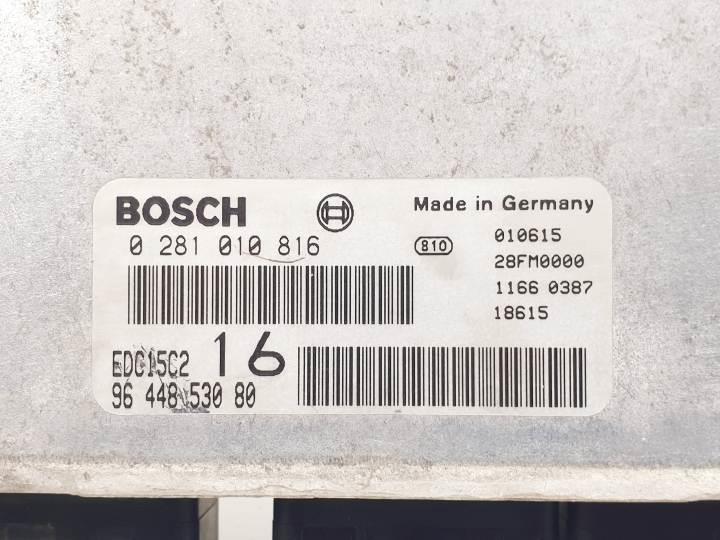 BOSCH
Made in Germany
0 281 010 816
810
010615
28FM0000
1166 0387
18615
EDC15C2 16
96 448 530 80